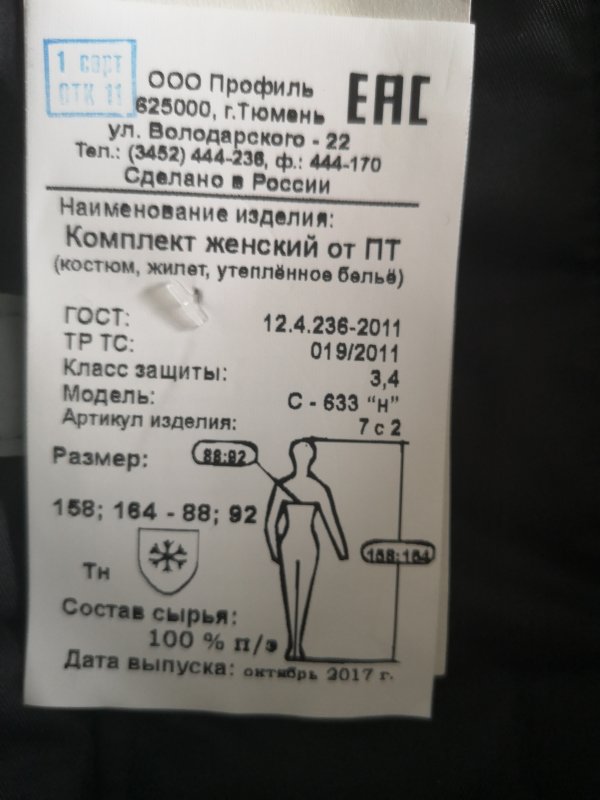 1 сорт
ОТК 11
ООО Профиль
625000, г.Тюмень
ЕАС
ул. Володарского - 22
Тел.: (3452) 444-236, ф.: 444-170
Сделано в России
Наименование изделия:
Комплект женский от ПТ
(костюм, жилет, утеплённое бельё)
ГОСТ: 12.4.236-2011
ТР ТС: 019/2011
Класс защиты: 3,4
Модель: С - 633 “н”
Артикул изделия: 7 с 2
Размер: 88:92
158; 164 - 88; 92
158:164
Тн
Состав сырья:
100 % п/э
Дата выпуска: октябрь 2017 г.